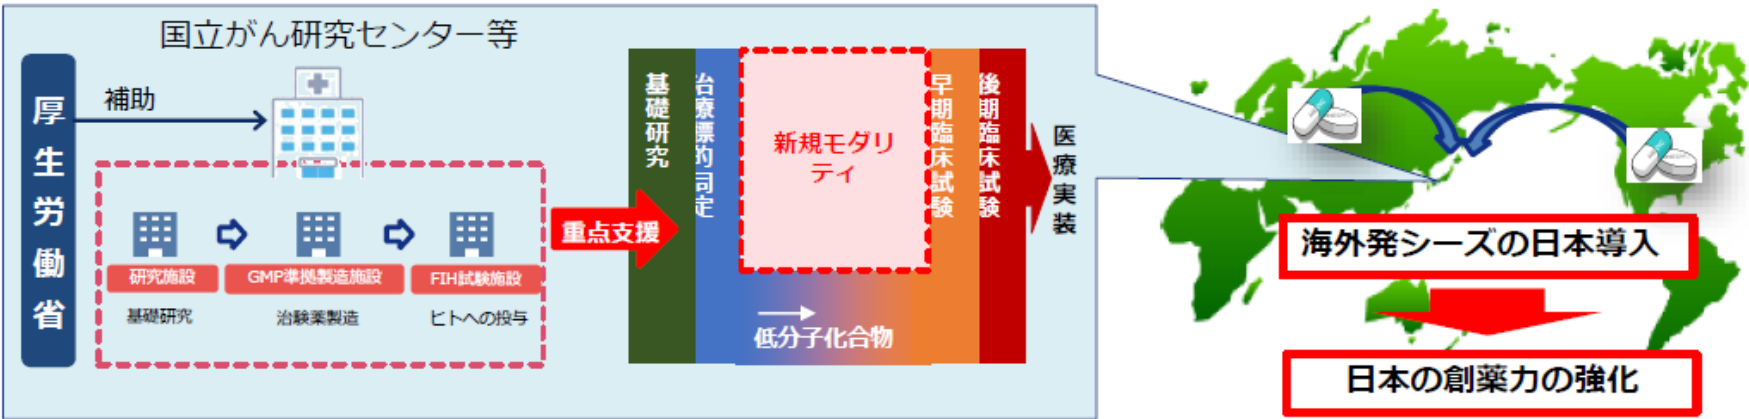 国立がん研究センター等
厚生労働省
補助
研究施設
GMP準拠製造施設
FIH試験施設
基礎研究
治験薬製造
ヒトへの投与
重点支援
基礎研究
治療標的同定
新規モダリ
ティ
低分子化合物
早期臨床試験
後期臨床試験
医療実装
海外発シーズの日本導入
日本の創薬力の強化